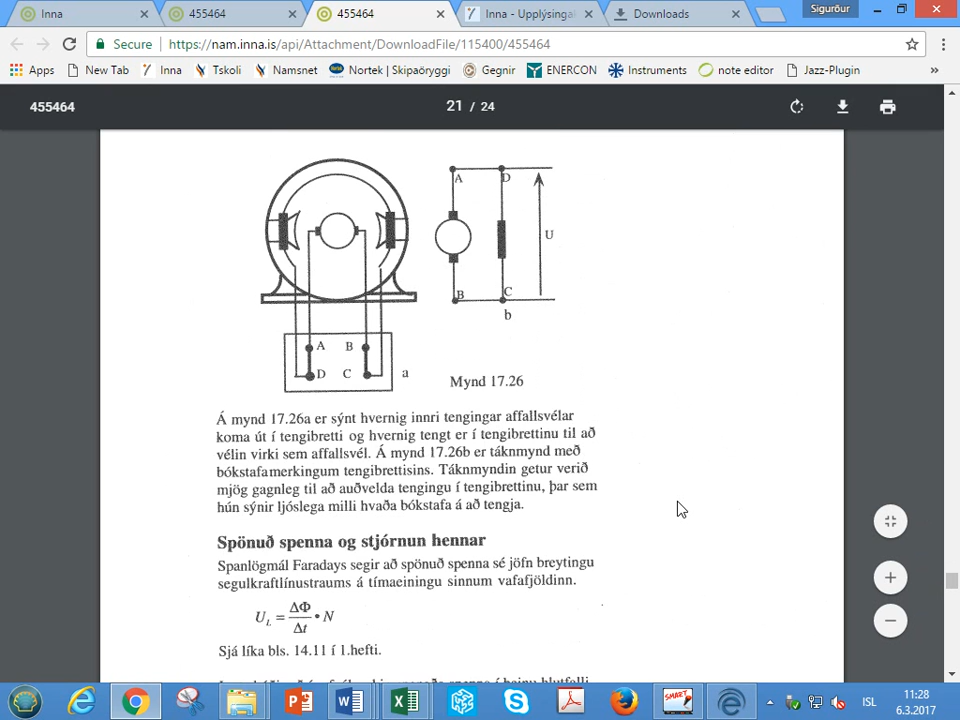 Inna
455464
455464
Inna - Upplýsingak
Downloads
Sigurður
Secure
https://nam.inna.is/api/Attachment/DownloadFile/115400/455464
Apps
New Tab
Inna
Tskoli
Namsnet
Nortek | Skipaöryggi
Gegnir
ENERCON
Instruments
note editor
Jazz-Plugin
»
455464
21 / 24
A
D
U
B
C
b
A B
D C
a
Mynd 17.26
Á mynd 17.26a er sýnt hvernig innri tengingar affallsvélar
koma út í tengibretti og hvernig tengt er í tengibrettinu til að
vélin virki sem affallsvél. Á mynd 17.26b er táknmynd með
bókstafamerkingum tengibrettisins. Táknmyndin getur verið
mjög gagnleg til að auðvelda tengingu í tengibrettinu, þar sem
hún sýnir ljóslega milli hvaða bókstafa á að tengja.
Spönuð spenna og stjórnun hennar
Spanlögmál Faradays segir að spönuð spenna sé jöfn breytingu
segulkraftlínustraums á tímaeiningu sinnum vafafjöldinn.
U_L = ΔΦ/Δt • N
Sjá líka bls. 14.11 í 1.hefti.
SMART
ISL
11:28
6.3.2017